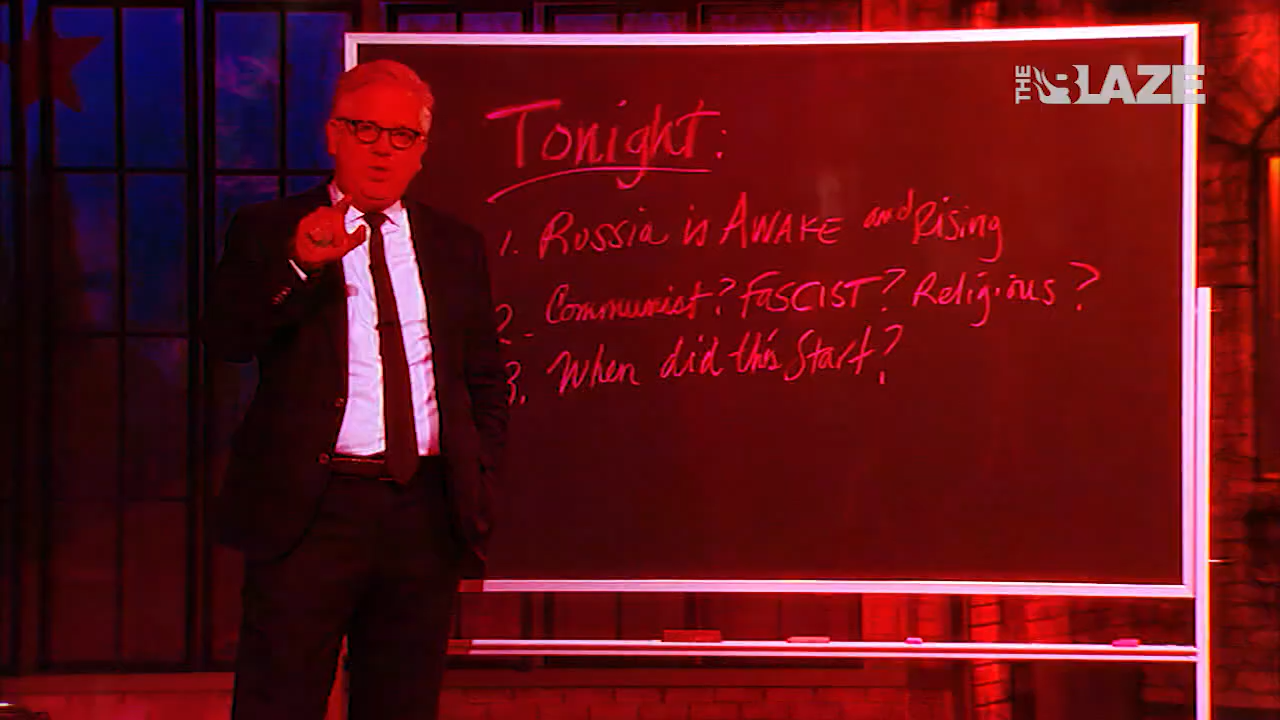 THE BLAZE
Tonight:
1. Russia is AWAKE and Rising
2. Communist? FASCIST? Religious?
3. When did this Start?